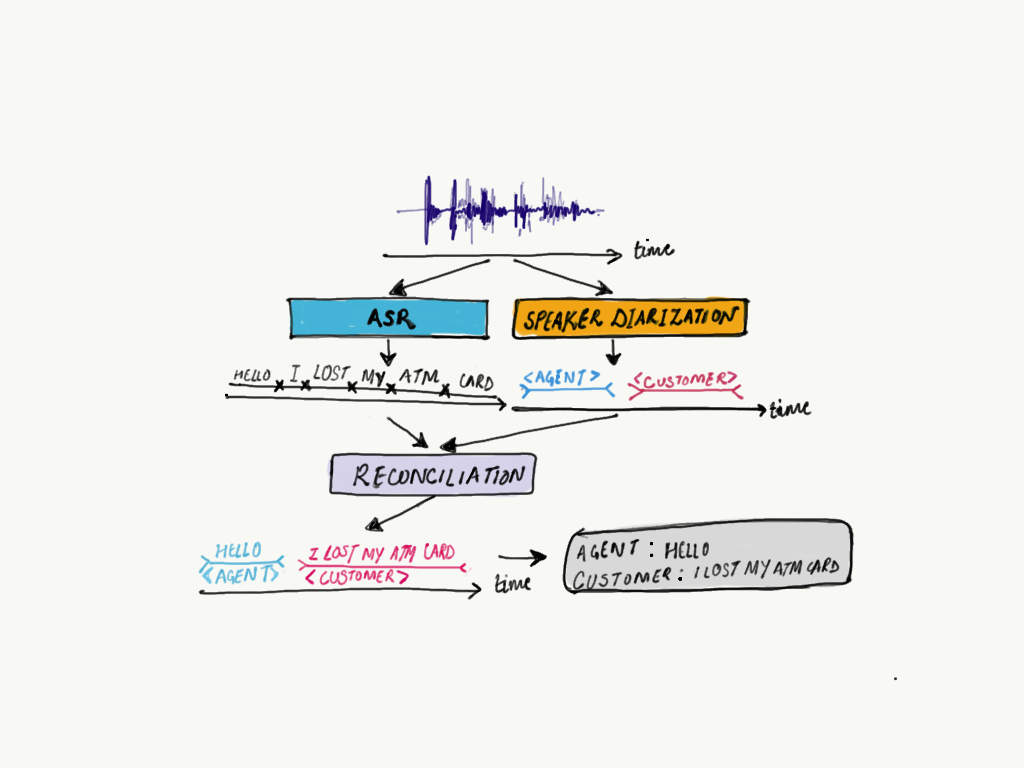 time
ASR
SPEAKER DIARIZATION
HELLO I LOST MY ATM CARD
<AGENT> <CUSTOMER>
time
RECONCILIATION
HELLO I LOST MY ATM CARD
<AGENT> <CUSTOMER>
time
AGENT : HELLO
CUSTOMER : I LOST MY ATM CARD